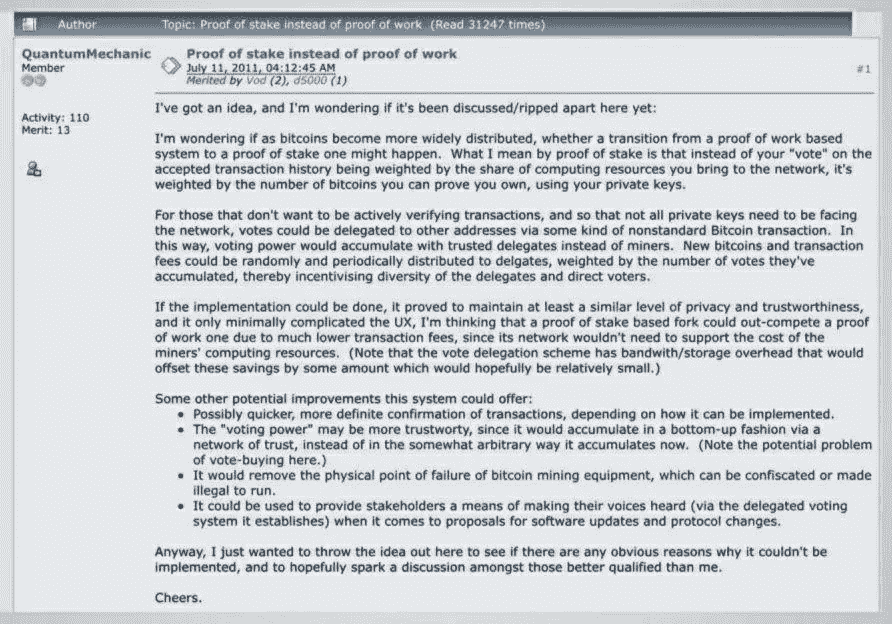 Author Topic: Proof of stake instead of proof of work (Read 31247 times)
QuantumMechanic
Member
Activity: 110
Merit: 13
Proof of stake instead of proof of work
July 11, 2011, 04:12:45 AM
Merited by Vod (2), d5000 (1)
#1
I've got an idea, and I'm wondering if it's been discussed/ripped apart here yet:
I'm wondering if as bitcoins become more widely distributed, whether a transition from a proof of work based
system to a proof of stake one might happen. What I mean by proof of stake is that instead of your "vote" on the
accepted transaction history being weighted by the share of computing resources you bring to the network, it's
weighted by the number of bitcoins you can prove you own, using your private keys.
For those that don't want to be actively verifying transactions, and so that not all private keys need to be facing
the network, votes could be delegated to other addresses via some kind of nonstandard Bitcoin transaction. In
this way, voting power would accumulate with trusted delegates instead of miners. New bitcoins and transaction
fees could be randomly and periodically distributed to delgates, weighted by the number of votes they've
accumulated, thereby incentivising diversity of the delegates and direct voters.
If the implementation could be done, it proved to maintain at least a similar level of privacy and trustworthiness,
and it only minimally complicated the UX, I'm thinking that a proof of stake based fork could out-compete a proof
of work one due to much lower transaction fees, since its network wouldn't need to support the cost of the
miners' computing resources. (Note that the vote delegation scheme has bandwith/storage overhead that would
offset these savings by some amount which would hopefully be relatively small.)
Some other potential improvements this system could offer:
• Possibly quicker, more definite confirmation of transactions, depending on how it can be implemented.
• The "voting power" may be more trustworty, since it would accumulate in a bottom-up fashion via a
network of trust, instead of in the somewhat arbitrary way it accumulates now. (Note the potential problem
of vote-buying here.)
• It would remove the physical point of failure of bitcoin mining equipment, which can be confiscated or made
illegal to run.
• It could be used to provide stakeholders a means of making their voices heard (via the delegated voting
system it establishes) when it comes to proposals for software updates and protocol changes.
Anyway, I just wanted to throw the idea out here to see if there are any obvious reasons why it couldn't be
implemented, and to hopefully spark a discussion amongst those better qualified than me.
Cheers.